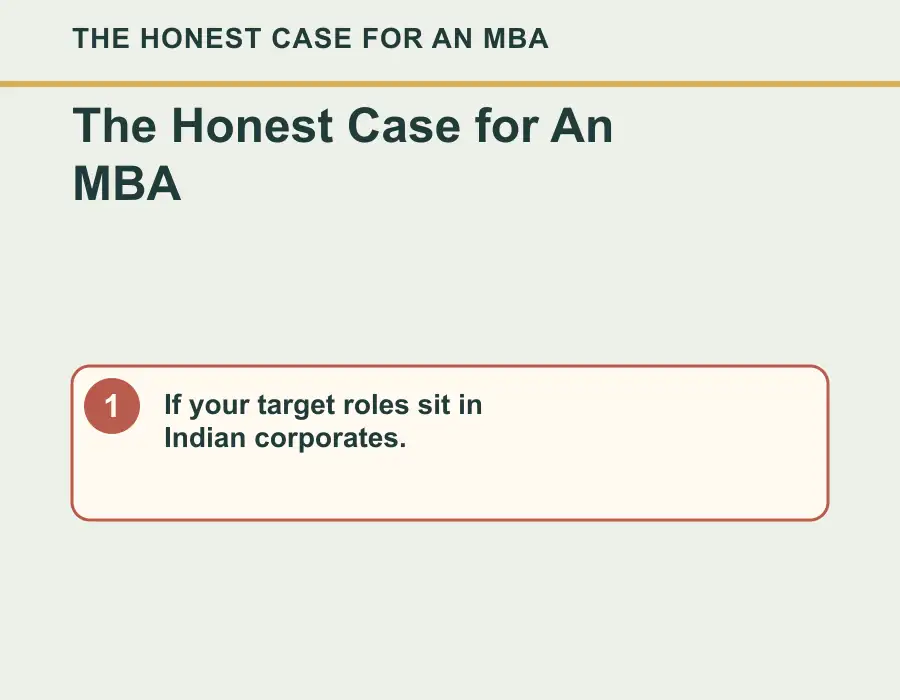 THE HONEST CASE FOR AN MBA
The Honest Case for An
MBA
1
If your target roles sit in
Indian corporates.